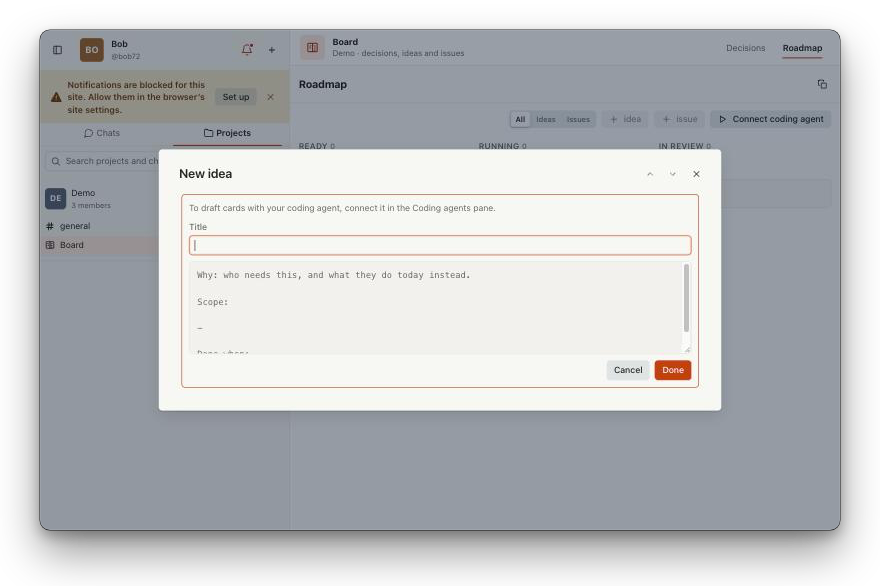 BO
Bob
@bob72
Board
Demo · decisions, ideas and issues
Decisions
Roadmap
Notifications are blocked for this
site. Allow them in the browser's
site settings.
Set up
Roadmap
Chats
Projects
All
Ideas
Issues
+ idea
+ issue
Connect coding agent
READY 0
RUNNING 0
IN REVIEW 0
Search projects and ch
DE
Demo
3 members
# general
Board
New idea
To draft cards with your coding agent, connect it in the Coding agents pane.
Title
Why: who needs this, and what they do today instead.
Scope:
–
Done when:
Cancel
Done